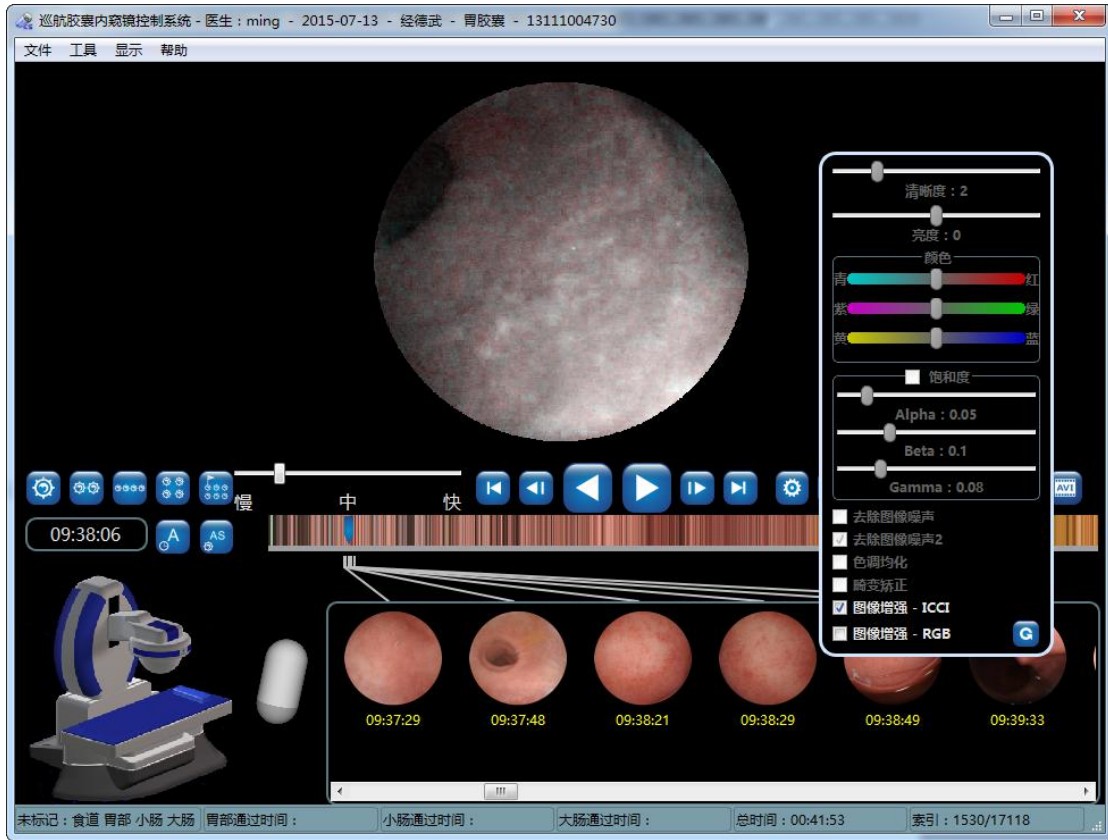 巡航胶囊内窥镜控制系统 - 医生：ming - 2015-07-13 - 经德武 - 胃胶囊 - 13111004730
文件 工具 显示 帮助
清晰度：2
亮度：0
颜色
青 红
紫 绿
黄 蓝
饱和度
Alpha：0.05
Beta：0.1
Gamma：0.08
慢 中 快
AVI
09:38:06
A
AS
去除图像噪声
去除图像噪声2
色调均化
畸变矫正
图像增强 - ICCI
图像增强 - RGB
09:37:29 09:37:48 09:38:21 09:38:29 09:38:49 09:39:33
未标记：食道 胃部 小肠 大肠 胃部通过时间： 小肠通过时间： 大肠通过时间： 总时间：00:41:53 索引：1530/17118